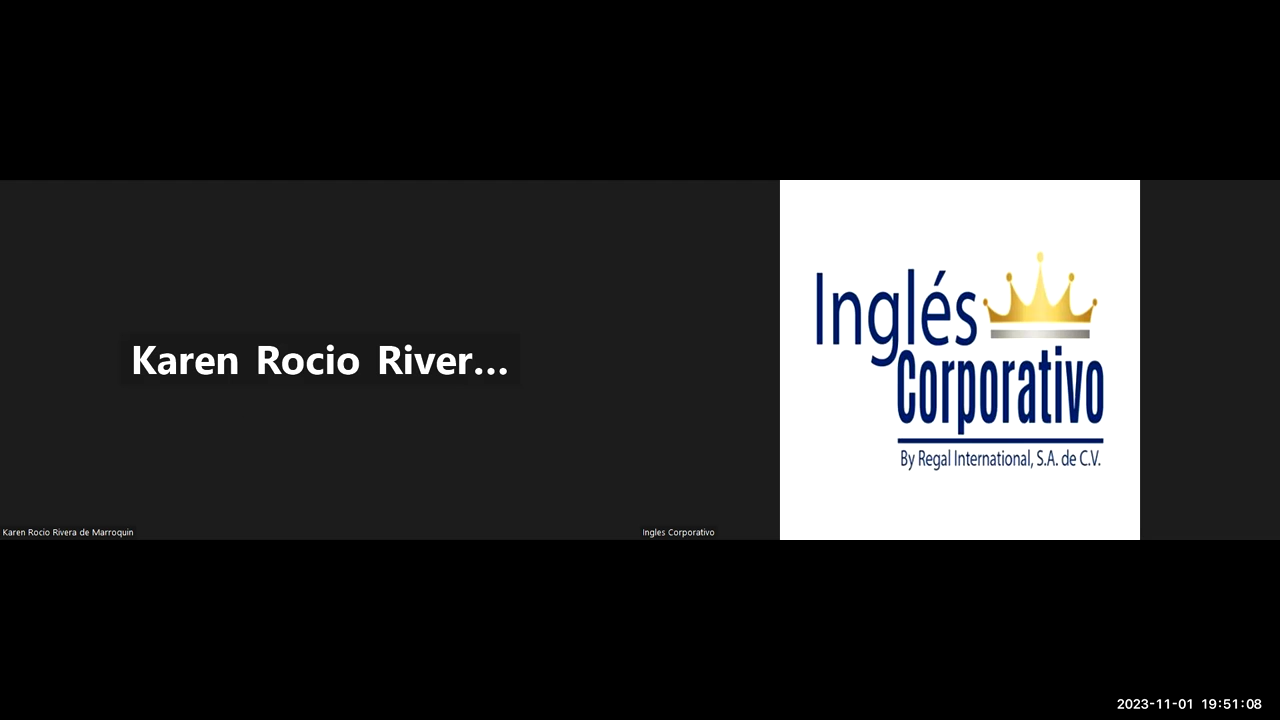 Karen Rocio River...
Karen Rocio Rivera de Marroquin
Inglés
Corporativo
By Regal International, S.A. de C.V.
Ingles Corporativo
2023-11-01 19:51:08